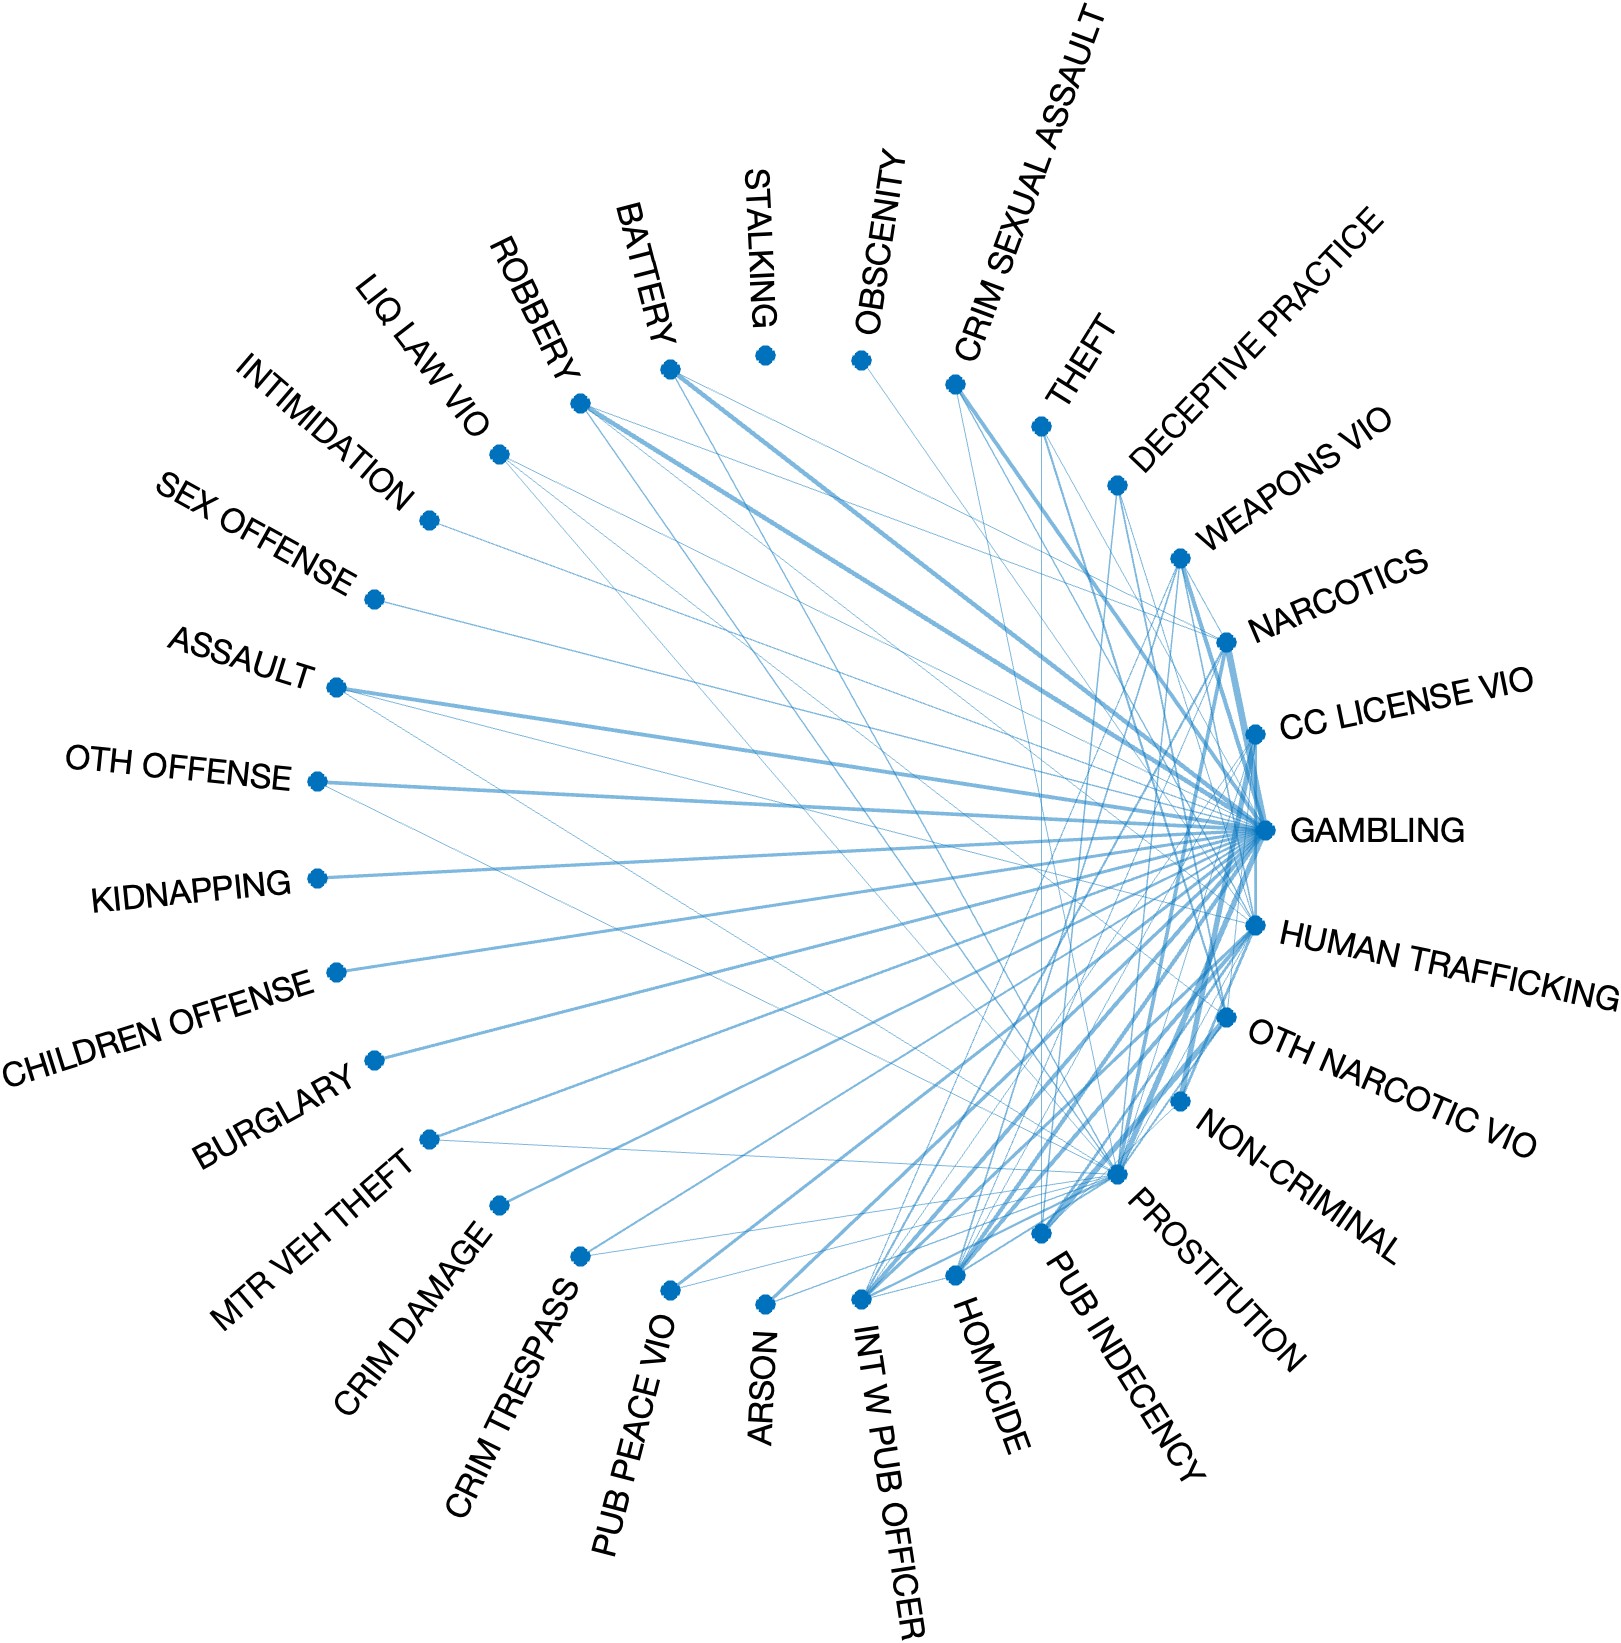 CRIM SEXUAL ASSAULT
OBSCENITY
STALKING
BATTERY
ROBBERY
LIQ LAW VIO
INTIMIDATION
SEX OFFENSE
ASSAULT
OTH OFFENSE
KIDNAPPING
CHILDREN OFFENSE
BURGLARY
MTR VEH THEFT
CRIM DAMAGE
CRIM TRESPASS
PUB PEACE VIO
ARSON
INT W PUB OFFICER
HOMICIDE
PUB INDECENCY
PROSTITUTION
NON-CRIMINAL
OTH NARCOTIC VIO
HUMAN TRAFFICKING
GAMBLING
CC LICENSE VIO
NARCOTICS
WEAPONS VIO
DECEPTIVE PRACTICE
THEFT